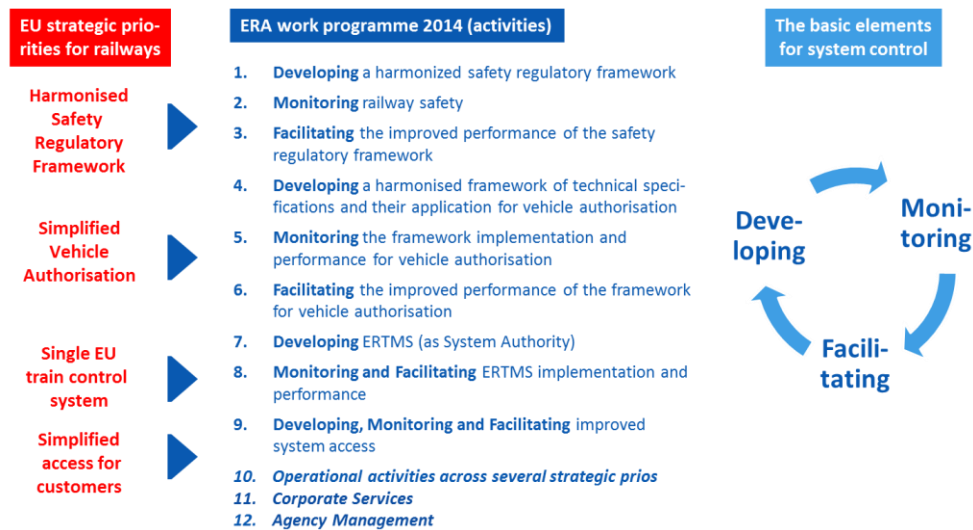 EU strategic prio-
rities for railways
Harmonised
Safety
Regulatory
Framework
Simplified
Vehicle
Authorisation
Single EU
train control
system
Simplified
access for
customers
ERA work programme 2014 (activities)
1. Developing a harmonized safety regulatory framework
2. Monitoring railway safety
3. Facilitating the improved performance of the safety
regulatory framework
4. Developing a harmonised framework of technical speci-
fications and their application for vehicle authorisation
5. Monitoring the framework implementation and
performance for vehicle authorisation
6. Facilitating the improved performance of the framework
for vehicle authorisation
7. Developing ERTMS (as System Authority)
8. Monitoring and Facilitating ERTMS implementation and
performance
9. Developing, Monitoring and Facilitating improved
system access
10. Operational activities across several strategic prios
11. Corporate Services
12. Agency Management
The basic elements
for system control
Deve-
loping
Moni-
toring
Facili-
tating